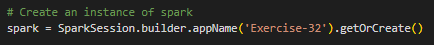 # Create an instance of spark
spark = SparkSession.builder.appName('Exercise-32').getOrCreate()